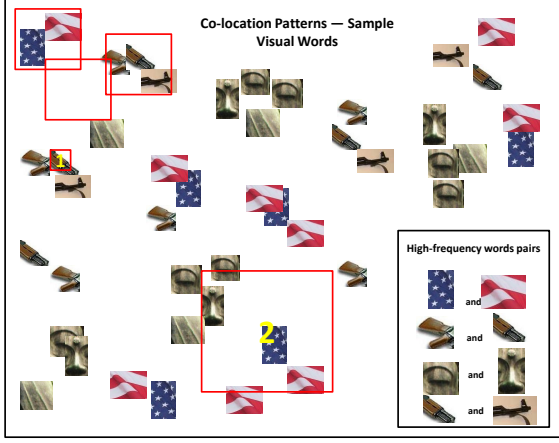 Co-location Patterns — Sample
Visual Words
1
2
High-frequency words pairs
and
and
and
and